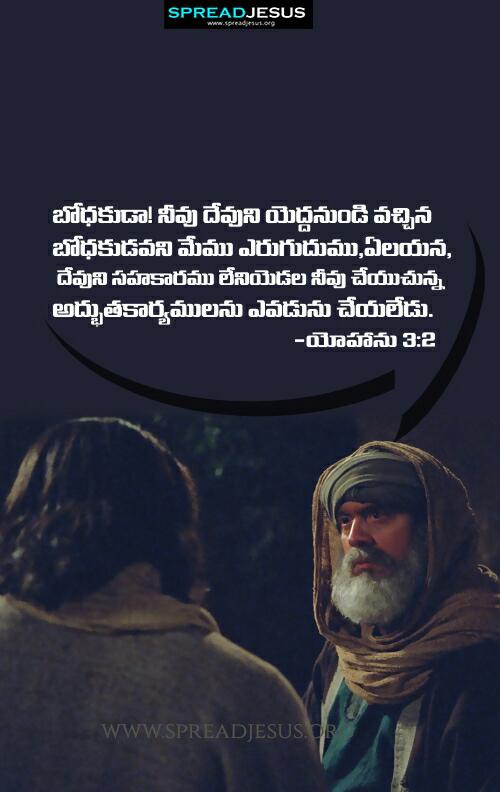 SPREADJESUS
www.spreadjesus.org
బోధకుడా! నీవు దేవుని యొద్దనుండి వచ్చిన
బోధకుడవని మేము ఎరుగుదుము,ఏలయన,
దేవుని సహకారము లేనియెడల నీవు చేయుచున్న
అద్భుతకార్యములను ఎవడును చేయలేడు.
-యోహాను 3:2
WWW.SPREADJESUS.ORG